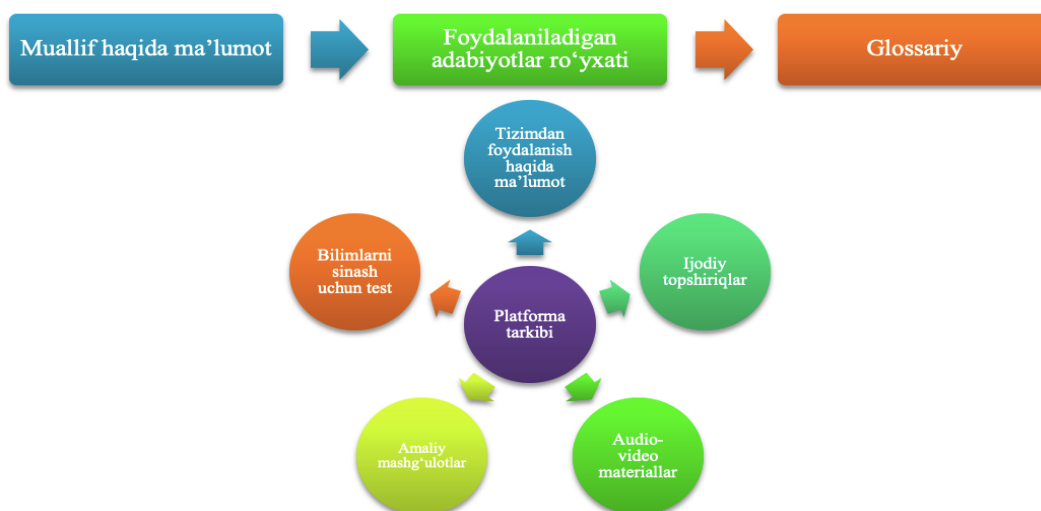 Muallif haqida ma’lumot
Foydalaniladigan
adabiyotlar ro‘yxati
Glossariy
Tizimdan
foydalanish
haqida
ma’lumot
Bilimlarni
sinash
uchun test
Ijodiy
topshiriqlar
Platforma
tarkibi
Amaliy
mashg‘ulotlar
Audio-
video
materiallar